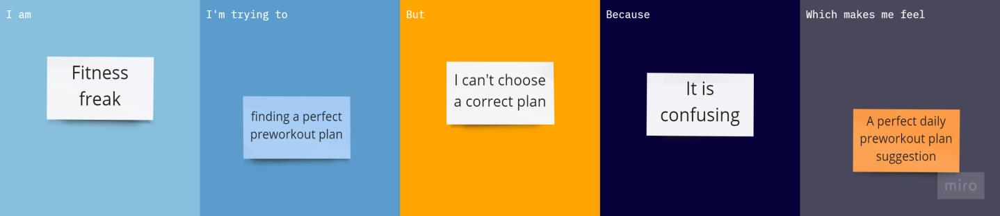 I am
Fitness
freak
I'm trying to
finding a perfect
preworkout plan
But
I can't choose
a correct plan
Because
It is
confusing
Which makes me feel
A perfect daily
preworkout plan
suggestion
miro